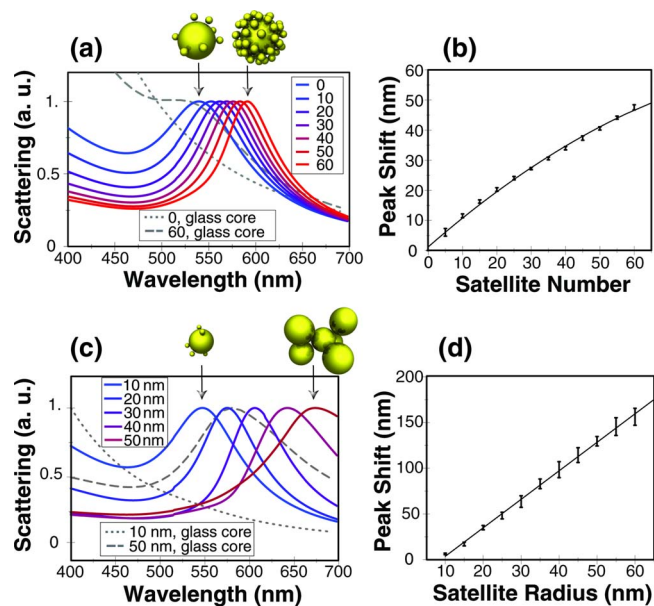 (a)
Scattering (a. u.)
1.
0.5
0
0
10
20
30
40
50
60
0, glass core
60, glass core
400 450 500 550 600 650 700
Wavelength (nm)
(b)
Peak Shift (nm)
60
50
40
30
20
10
0
0 10 20 30 40 50 60
Satellite Number
(c)
Scattering (a. u.)
1.
0.5
0
10 nm
20 nm
30 nm
40 nm
50 nm
10 nm, glass core
50 nm, glass core
400 450 500 550 600 650 700
Wavelength (nm)
(d)
Peak Shift (nm)
200
150
100
50
0
10 20 30 40 50 60
Satellite Radius (nm)